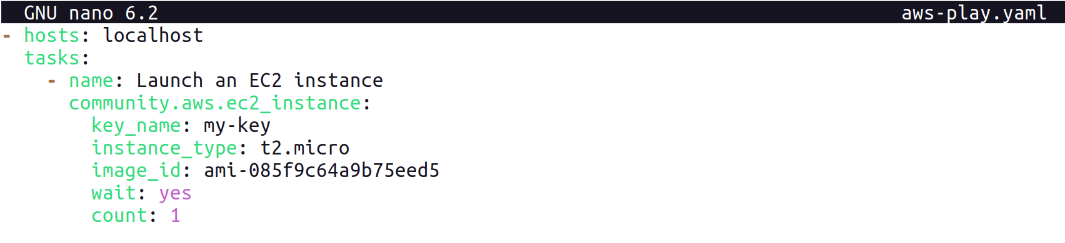 GNU nano 6.2 aws-play.yaml
- hosts: localhost
  tasks:
    - name: Launch an EC2 instance
      community.aws.ec2_instance:
        key_name: my-key
        instance_type: t2.micro
        image_id: ami-085f9c64a9b75eed5
        wait: yes
        count: 1